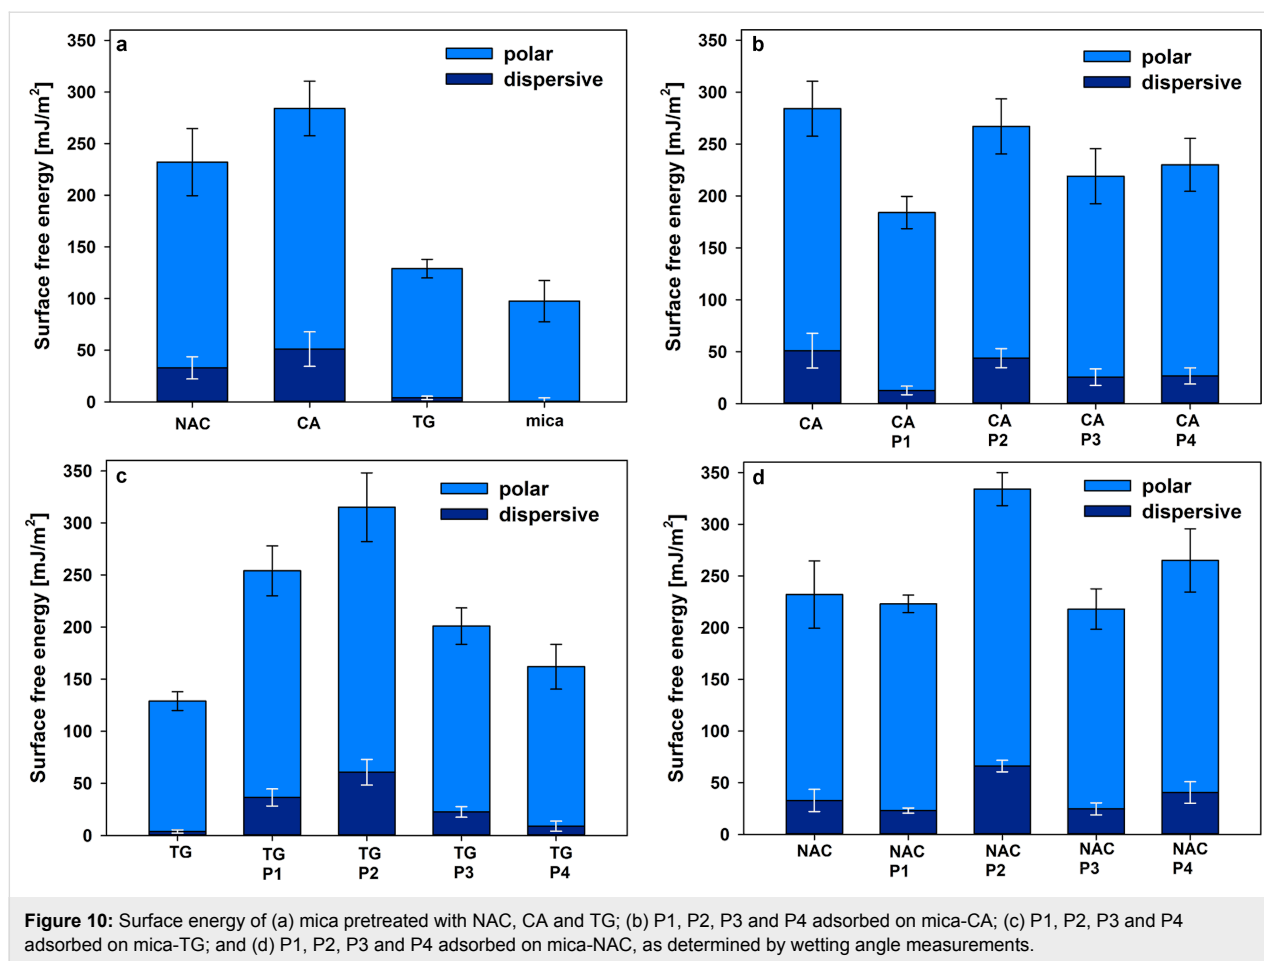 a
polar
dispersive
Surface free energy [mJ/m²]
350
300
250
200
150
100
50
0
NAC CA TG mica
b
polar
dispersive
Surface free energy [mJ/m²]
350
300
250
200
150
100
50
0
CA CA CA CA CA
P1 P2 P3 P4
c
polar
dispersive
Surface free energy [mJ/m²]
350
300
250
200
150
100
50
0
TG TG TG TG TG
P1 P2 P3 P4
d
polar
dispersive
Surface free energy [mJ/m²]
350
300
250
200
150
100
50
0
NAC NAC NAC NAC NAC
P1 P2 P3 P4
Figure 10: Surface energy of (a) mica pretreated with NAC, CA and TG; (b) P1, P2, P3 and P4 adsorbed on mica-CA; (c) P1, P2, P3 and P4
adsorbed on mica-TG; and (d) P1, P2, P3 and P4 adsorbed on mica-NAC, as determined by wetting angle measurements.